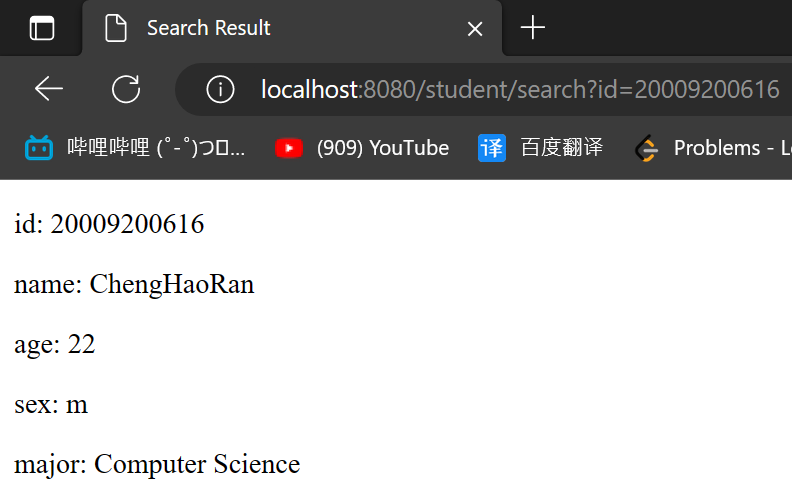 Search Result
localhost:8080/student/search?id=20009200616
哔哩哔哩 (゜-゜)つロ... (909) YouTube 百度翻译 Problems - L
id: 20009200616
name: ChengHaoRan
age: 22
sex: m
major: Computer Science